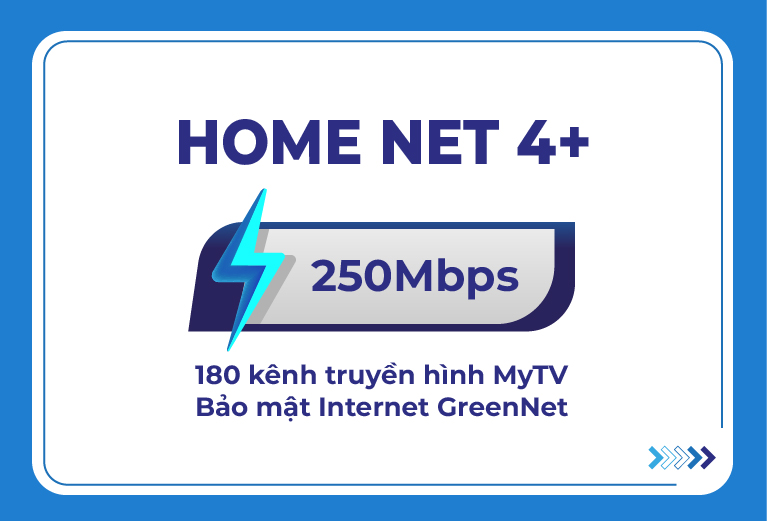 HOME NET 4+
250Mbps
180 kênh truyền hình MyTV
Bảo mật Internet GreenNet